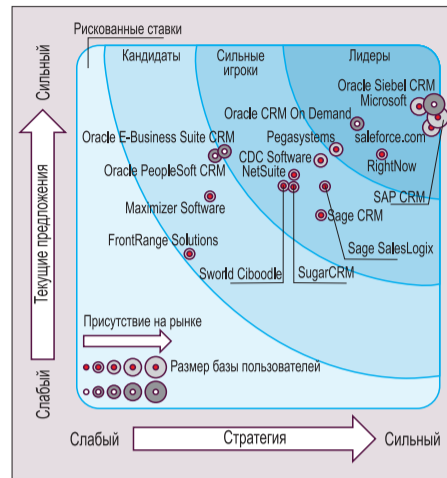 Рискованные ставки
Кандидаты
Сильные
игроки
Лидеры
Oracle Siebel CRM
Microsoft
Oracle CRM On Demand
saleforce.com
Oracle E-Business Suite CRM
Pegasystems
CDC Software
RightNow
Oracle PeopleSoft CRM
NetSuite
SAP CRM
Maximizer Software
Sage CRM
FrontRange Solutions
Sage SalesLogix
Sworld Ciboodle
SugarCRM
Присутствие на рынке
Размер базы пользователей
Сильный
Текущие предложения
Слабый
Слабый
Стратегия
Сильный